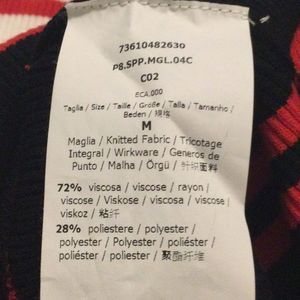 73610482630
P8.SPP.MGL.04C
C02
ECA.000
Taglia / Size / Taille / Größe / Talla / Tamanho /
Beden / 规格
M
Maglia / Knitted Fabric / Tricotage
Integral / Wirkware / Generos de
Punto / Malha / Örgü / 针织面料
72% viscosa / viscose / rayon /
viscose / Viskose / viscosa / viscose /
viskoz / 粘纤
28% poliestere / polyester /
polyester / Polyester / poliéster /
poliéster / polyester / 聚酯纤维